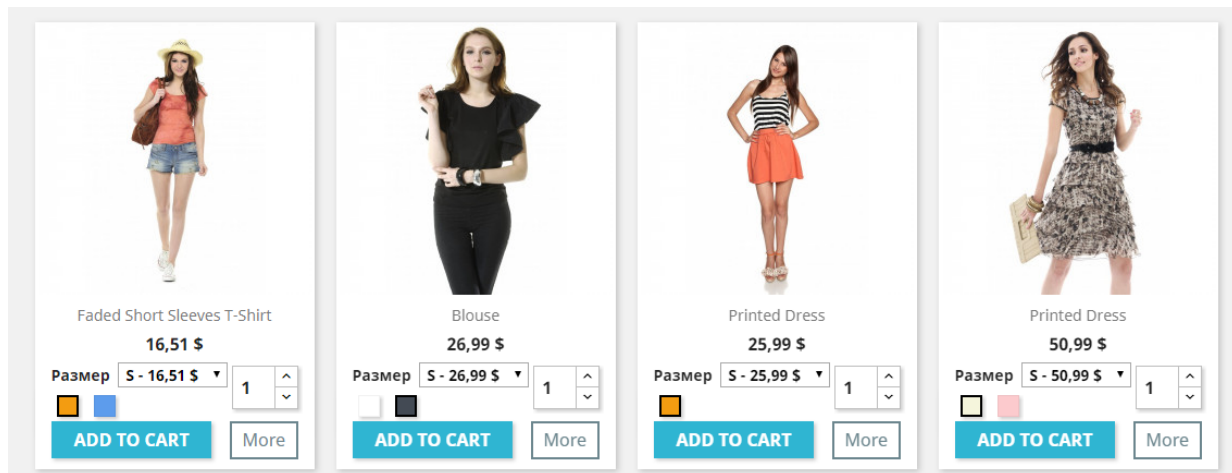 Faded Short Sleeves T-Shirt
16,51 $
Размер S - 16,51 $ 1
ADD TO CART More
Blouse
26,99 $
Размер S - 26,99 $ 1
ADD TO CART More
Printed Dress
25,99 $
Размер S - 25,99 $ 1
ADD TO CART More
Printed Dress
50,99 $
Размер S - 50,99 $ 1
ADD TO CART More